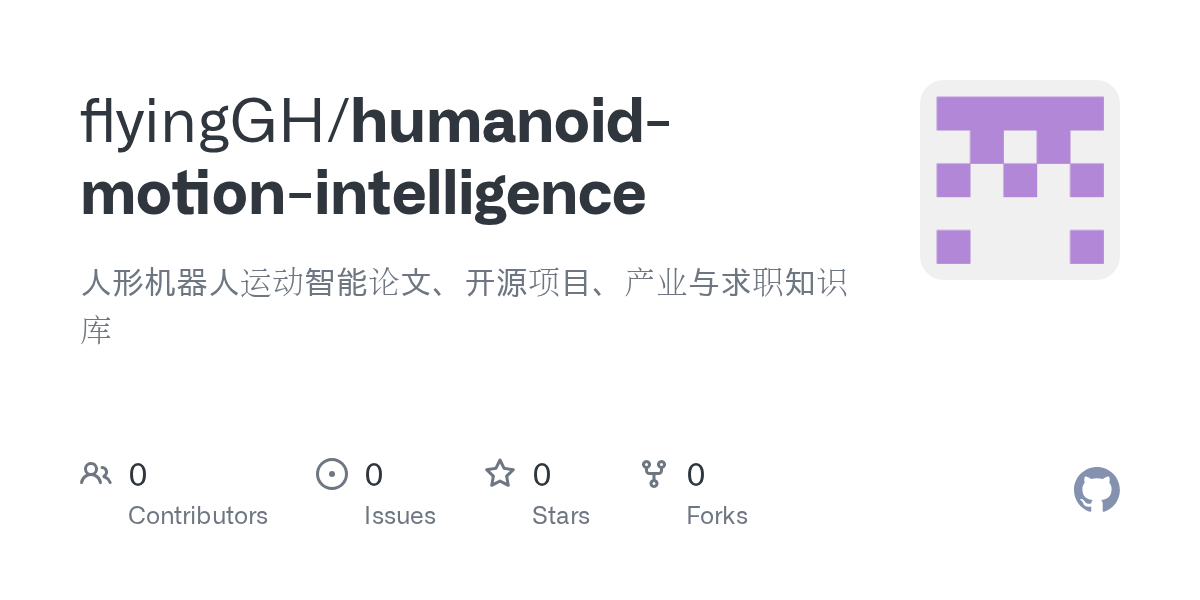 flyingGH/humanoid-
motion-intelligence
人形机器人运动智能论文、开源项目、产业与求职知识
库
0 0 0 0
Contributors Issues Stars Forks